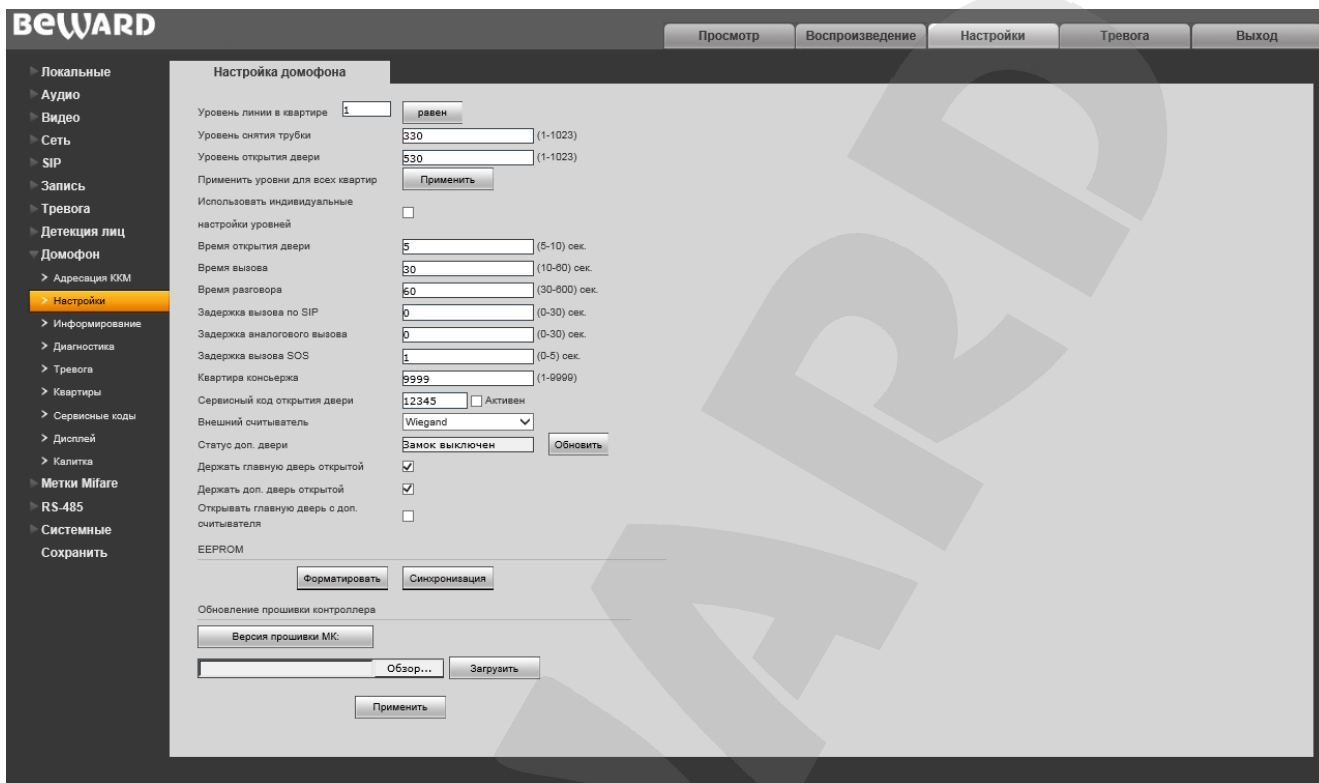 BEWARD
Просмотр
Воспроизведение
Настройки
Тревога
Выход
Локальные
Аудио
Видео
Сеть
SIP
Запись
Тревога
Детекция лиц
Домофон
Адресация ККМ
Настройки
Информирование
Диагностика
Тревога
Квартиры
Сервисные коды
Дисплей
Калитка
Метки Mifare
RS-485
Системные
Сохранить
Настройка домофона
Уровень линии в квартире 1 равен
Уровень снятия трубки 330 (1-1023)
Уровень открытия двери 530 (1-1023)
Применить уровни для всех квартир Применить
Использовать индивидуальные
настройки уровней
Время открытия двери 5 (5-10) сек.
Время вызова 30 (10-60) сек.
Время разговора 60 (30-600) сек.
Задержка вызова по SIP 0 (0-30) сек.
Задержка аналогового вызова 0 (0-30) сек.
Задержка вызова SOS 1 (0-5) сек.
Квартира консьержа 9999 (1-9999)
Сервисный код открытия двери 12345 Активен
Внешний считыватель Wiegand
Статус доп. двери Замок выключен Обновить
Держать главную дверь открытой
Держать доп. дверь открытой
Открывать главную дверь с доп.
считывателя
EEPROM
Форматировать Синхронизация
Обновление прошивки контроллера
Версия прошивки МК:
Обзор... Загрузить
Применить